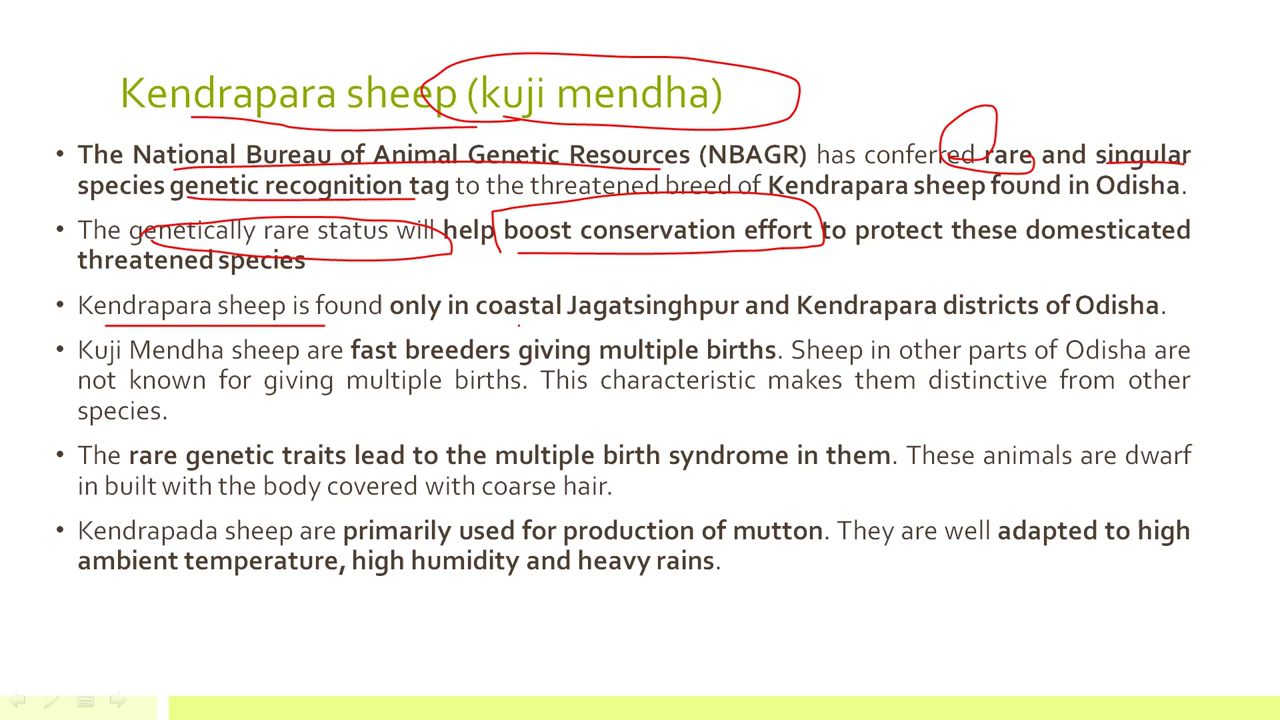 Kendrapara sheep (kuji mendha)
• The National Bureau of Animal Genetic Resources (NBAGR) has conferred rare and singular
species genetic recognition tag to the threatened breed of Kendrapara sheep found in Odisha.
• The genetically rare status will help boost conservation effort to protect these domesticated
threatened species
• Kendrapara sheep is found only in coastal Jagatsinghpur and Kendrapara districts of Odisha.
• Kuji Mendha sheep are fast breeders giving multiple births. Sheep in other parts of Odisha are
not known for giving multiple births. This characteristic makes them distinctive from other
species.
• The rare genetic traits lead to the multiple birth syndrome in them. These animals are dwarf
in built with the body covered with coarse hair.
• Kendrapada sheep are primarily used for production of mutton. They are well adapted to high
ambient temperature, high humidity and heavy rains.